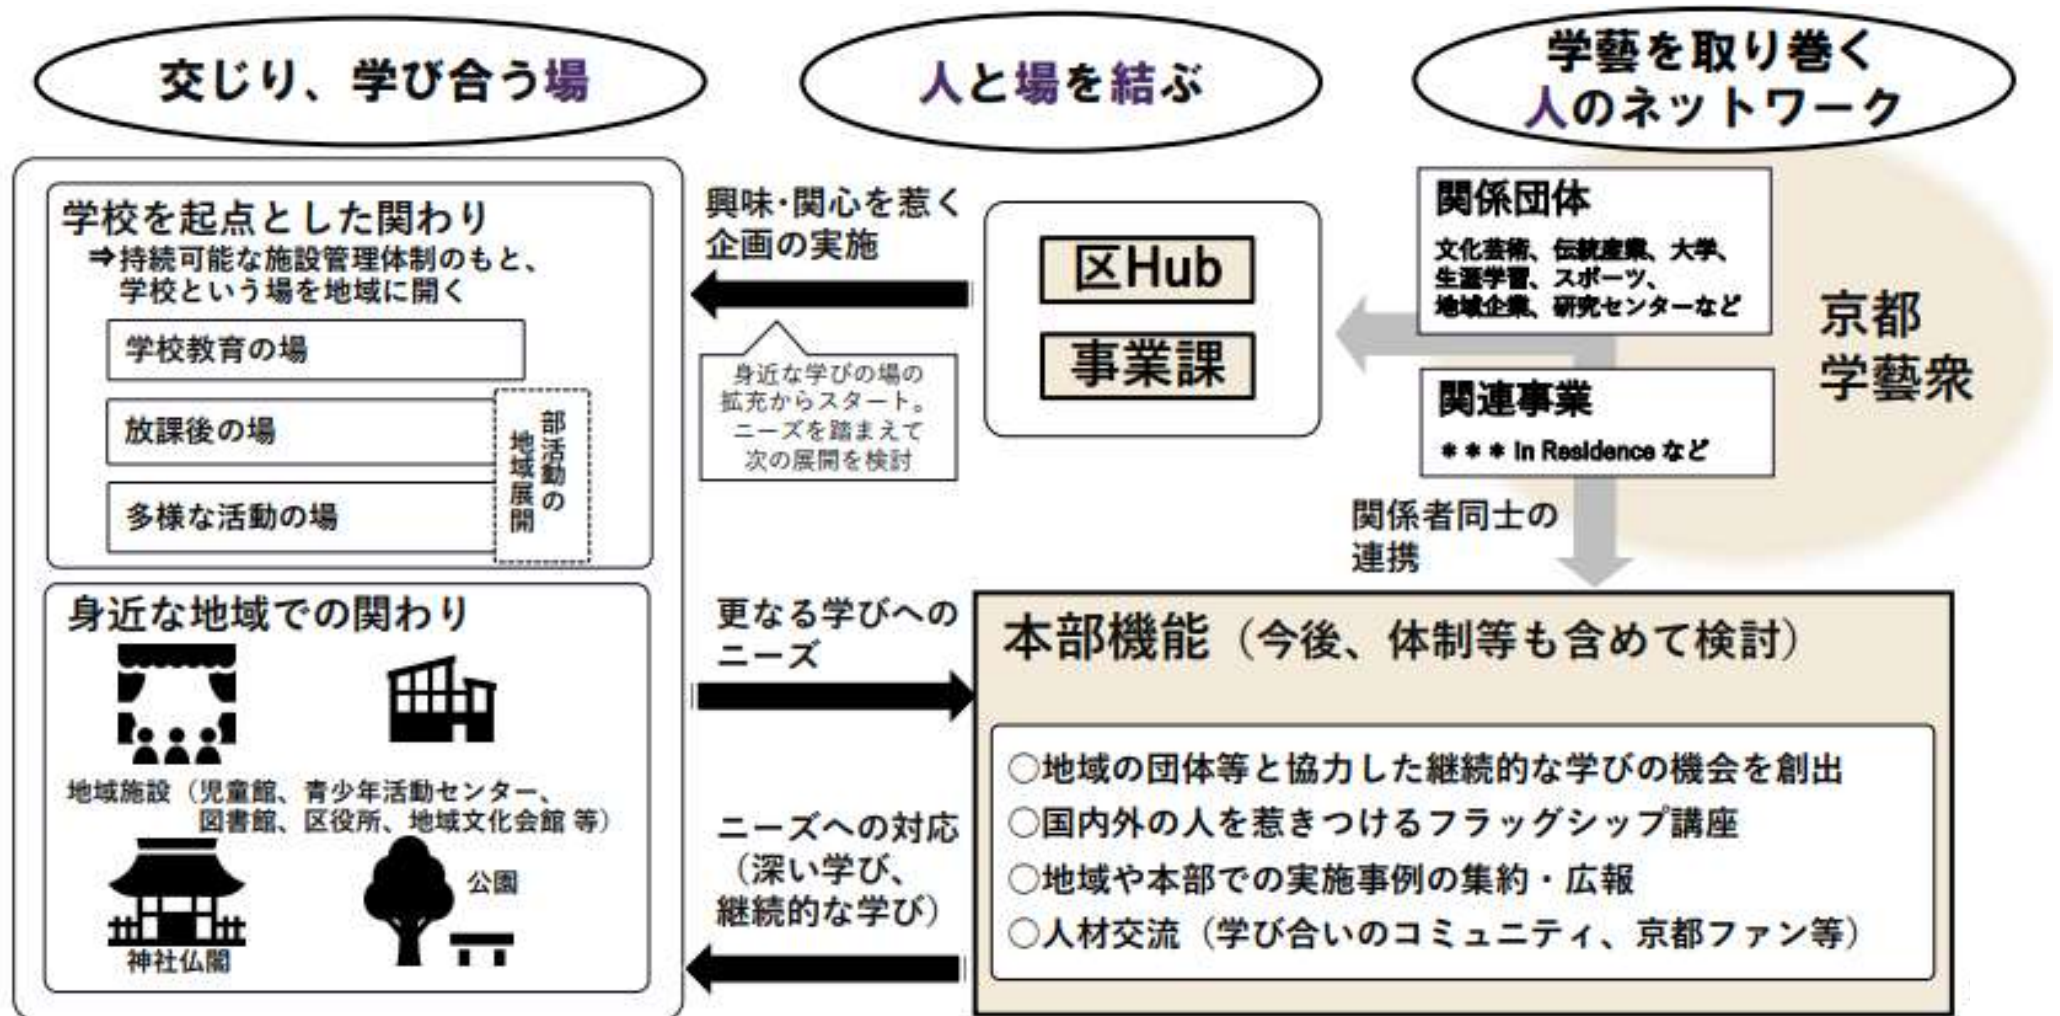 交じり、学び合う場
人と場を結ぶ
学藝を取り巻く
人のネットワーク
学校を起点とした関わり
⇒持続可能な施設管理体制のもと、
学校という場を地域に開く
学校教育の場
放課後の場
多様な活動の場
部活動の
地域展開
身近な地域での関わり
地域施設（児童館、青少年活動センター、
図書館、区役所、地域文化会館 等）
神社仏閣
公園
興味・関心を惹く
企画の実施
身近な学びの場の
拡充からスタート。
ニーズを踏まえて
次の展開を検討
区Hub
事業課
関係団体
文化芸術、伝統産業、大学、
生涯学習、スポーツ、
地域企業、研究センターなど
関連事業
＊＊＊ In Residence など
京都
学藝衆
関係者同士の
連携
更なる学びへの
ニーズ
ニーズへの対応
（深い学び、
継続的な学び）
本部機能（今後、体制等も含めて検討）
○地域の団体等と協力した継続的な学びの機会を創出
○国内外の人を惹きつけるフラッグシップ講座
○地域や本部での実施事例の集約・広報
○人材交流（学び合いのコミュニティ、京都ファン等）